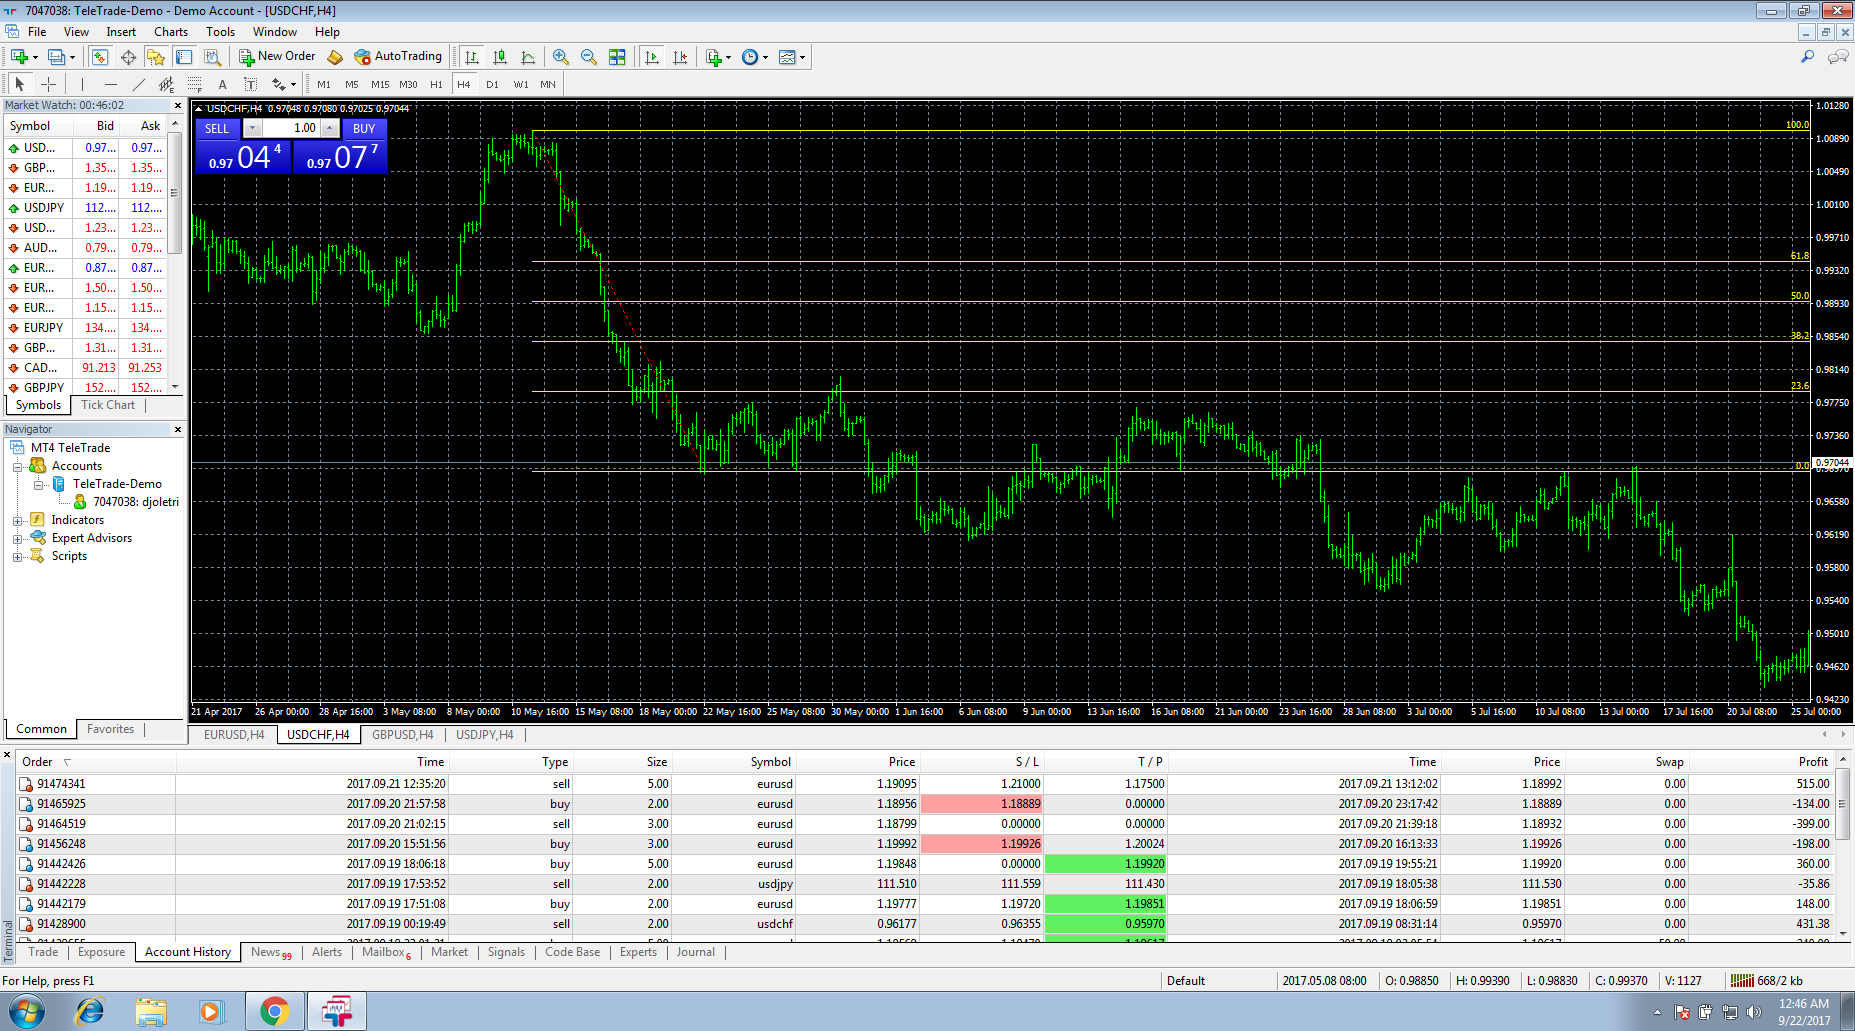 7047038: TeleTrade-Demo - Demo Account - [USDCHF,H4]
File View Insert Charts Tools Window Help
New Order AutoTrading
A T M1 M5 M15 M30 H1 H4 D1 W1 MN
Market Watch: 00:46:02
Symbol Bid Ask
USD... 0.97... 0.97...
GBP... 1.35... 1.35...
EUR... 1.19... 1.19...
USDJPY 112.... 112....
USD... 1.23... 1.23...
AUD... 0.79... 0.79...
EUR... 0.87... 0.87...
EUR... 1.50... 1.50...
EUR... 1.15... 1.15...
EURJPY 134.... 134....
GBP... 1.31... 1.31...
CAD... 91.213 91.253
GBPJPY 152.... 152....
Symbols Tick Chart
Navigator
MT4 TeleTrade
Accounts
TeleTrade-Demo
7047038: djoletri
Indicators
Expert Advisors
Scripts
Common Favorites
USDCHF,H4 0.97048 0.97080 0.97025 0.97044
SELL 1.00 BUY
0.97 04 4 0.97 07 7
100.0
61.8
50.0
38.2
23.6
0.0
1.01280
1.00890
1.00490
1.00100
0.99710
0.99320
0.98930
0.98540
0.98140
0.97750
0.97360
0.97044
0.96580
0.96190
0.95800
0.95400
0.95010
0.94620
0.94230
21 Apr 2017 26 Apr 00:00 28 Apr 16:00 3 May 08:00 8 May 00:00 10 May 16:00 15 May 08:00 18 May 00:00 22 May 16:00 25 May 08:00 30 May 00:00 1 Jun 16:00 6 Jun 08:00 9 Jun 00:00 13 Jun 16:00 16 Jun 08:00 21 Jun 00:00 23 Jun 16:00 28 Jun 08:00 3 Jul 00:00 5 Jul 16:00 10 Jul 08:00 13 Jul 00:00 17 Jul 16:00 20 Jul 08:00 25 Jul 00:00
EURUSD,H4 USDCHF,H4 GBPUSD,H4 USDJPY,H4
Order Time Type Size Symbol Price S / L T / P Time Price Swap Profit
91474341 2017.09.21 12:35:20 sell 5.00 eurusd 1.19095 1.21000 1.17500 2017.09.21 13:12:02 1.18992 0.00 515.00
91465925 2017.09.20 21:57:58 buy 2.00 eurusd 1.18956 1.18889 0.00000 2017.09.20 23:17:42 1.18889 0.00 -134.00
91464519 2017.09.20 21:02:15 sell 3.00 eurusd 1.18799 0.00000 0.00000 2017.09.20 21:39:18 1.18932 0.00 -399.00
91456248 2017.09.20 15:51:56 buy 3.00 eurusd 1.19992 1.19926 1.20024 2017.09.20 16:13:33 1.19926 0.00 -198.00
91442426 2017.09.19 18:06:18 buy 5.00 eurusd 1.19848 0.00000 1.19920 2017.09.19 19:55:21 1.19920 0.00 360.00
91442228 2017.09.19 17:53:52 sell 2.00 usdjpy 111.510 111.559 111.430 2017.09.19 18:05:38 111.530 0.00 -35.86
91442179 2017.09.19 17:51:08 buy 2.00 eurusd 1.19777 1.19720 1.19851 2017.09.19 18:06:59 1.19851 0.00 148.00
91428900 2017.09.19 00:19:49 sell 2.00 usdchf 0.96177 0.96355 0.95970 2017.09.19 08:31:14 0.95970 0.00 431.38
Terminal
Trade Exposure Account History News 99 Alerts Mailbox 6 Market Signals Code Base Experts Journal
For Help, press F1 Default 2017.05.08 08:00 O: 0.98850 H: 0.99390 L: 0.98830 C: 0.99370 V: 1127 668/2 kb
12:46 AM
9/22/2017